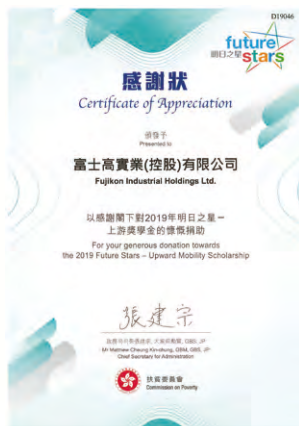 D19046
future
明日之星 stars
感謝狀
Certificate of Appreciation
頒發予
Presented to
富士高實業(控股)有限公司
Fujikon Industrial Holdings Ltd.
以感謝閣下對2019年明日之星－
上游獎學金的慷慨捐助
For your generous donation towards
the 2019 Future Stars – Upward Mobility Scholarship
張建宗
Mr Matthew Cheung Kin-chung, GBM, GBS, JP
Chief Secretary for Administration
扶貧委員會
Commission on Poverty